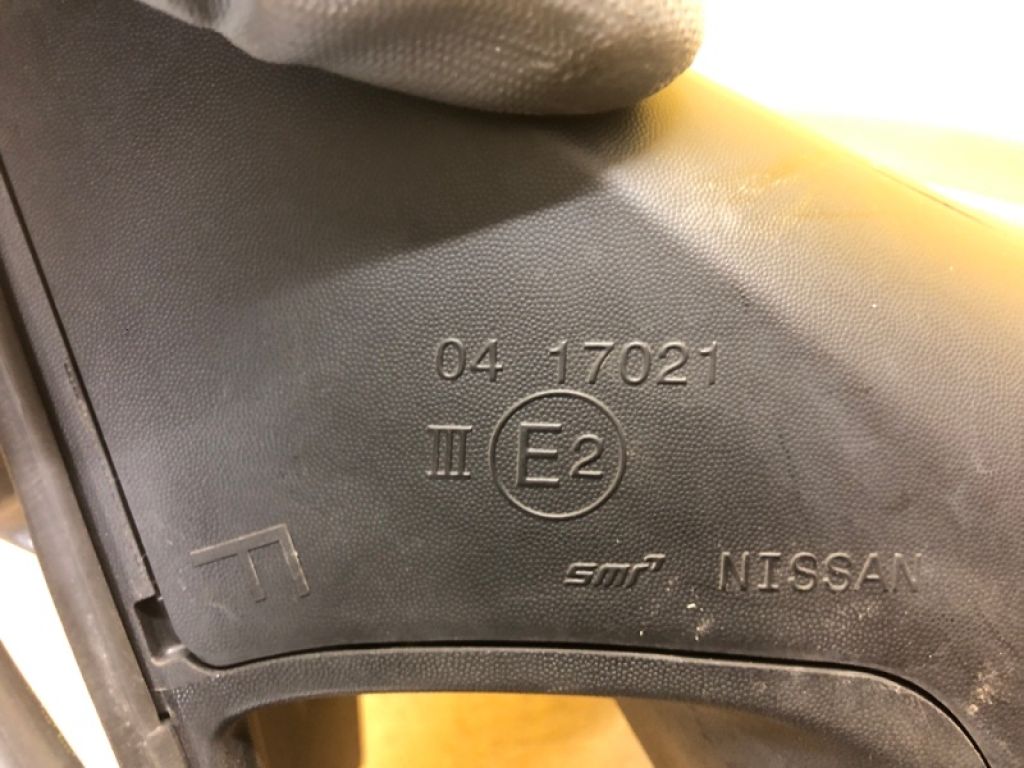 04 17021
III E2
F
smr NISSAN